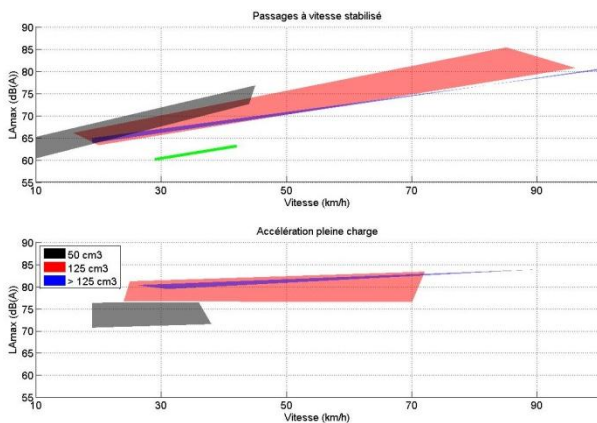 Passages à vitesse stabilisé
90
85
80
75
70
65
60
55
LAmax (dB(A))
10 30 50 70 90
Vitesse (km/h)
Accélération pleine charge
90
85
80
75
70
65
60
55
LAmax (dB(A))
50 cm3
125 cm3
> 125 cm3
10 30 50 70 90
Vitesse (km/h)